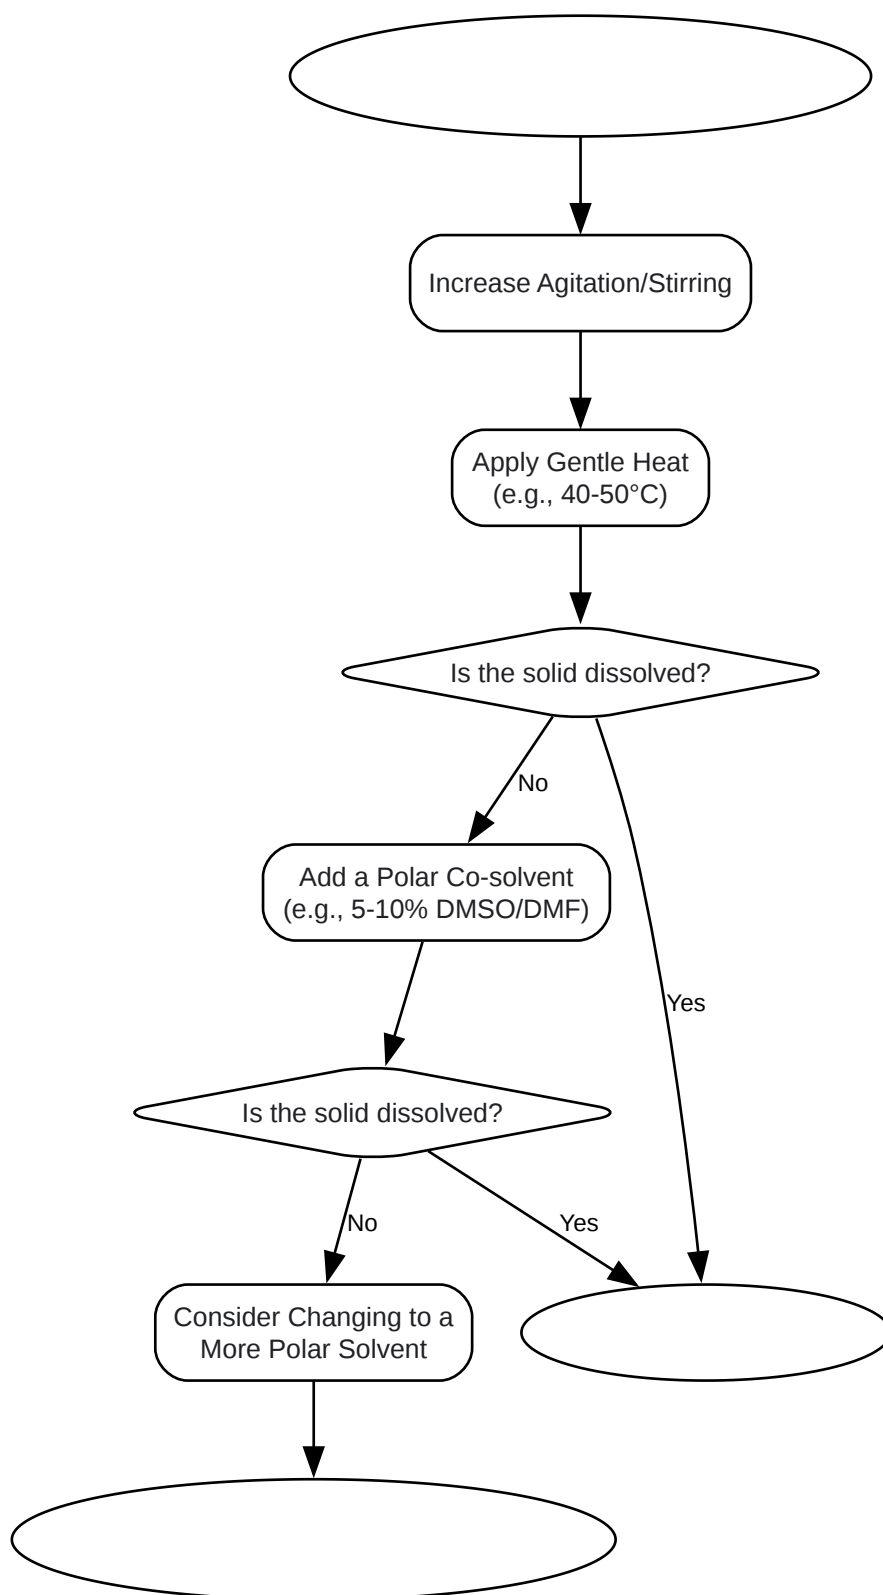 Increase Agitation/Stirring
Apply Gentle Heat
(e.g., 40-50°C)
Is the solid dissolved?
No
Add a Polar Co-solvent
(e.g., 5-10% DMSO/DMF)
Yes
Is the solid dissolved?
No
Yes
Consider Changing to a
More Polar Solvent